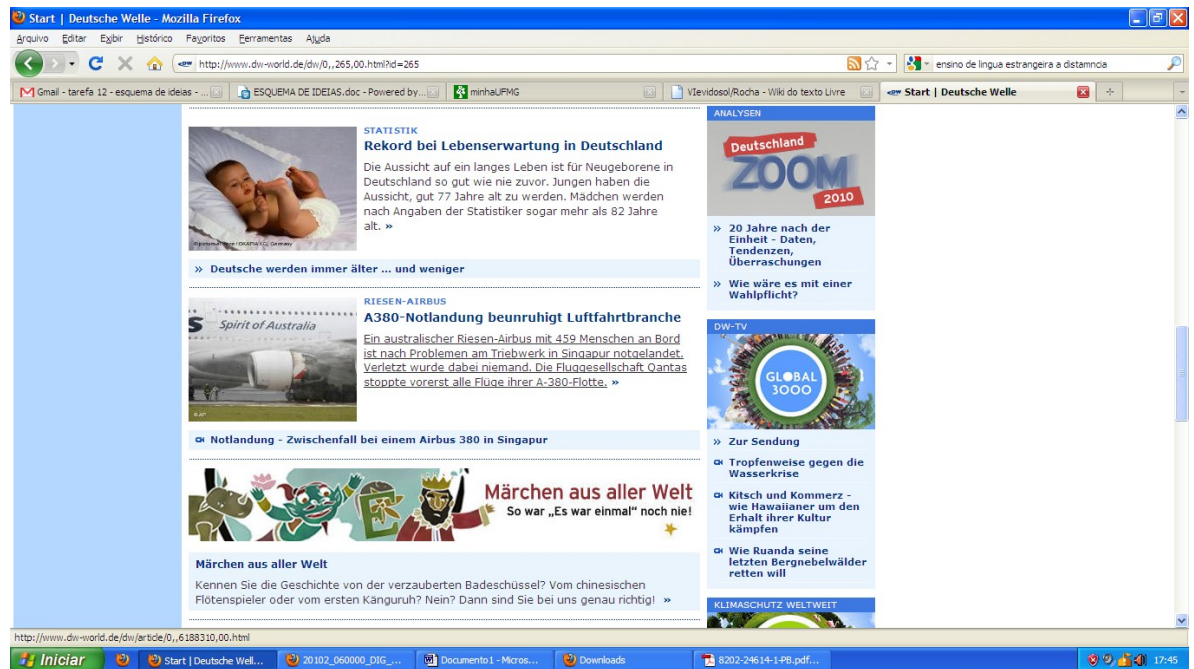 Start | Deutsche Welle - Mozilla Firefox
Arquivo Editar Exibir Histórico Favoritos Ferramentas Ajuda
http://www.dw-world.de/dw/0,,265,00.html?id=265
ensino de lingua estrangeira a distamncia
Gmail - tarefa 12 - esquema de ideias - ...
ESQUEMA DE IDEIAS.doc - Powered by...
minhaUFMG
VIevidosol/Rocha - Wiki do texto Livre
Start | Deutsche Welle
STATISTIK
Rekord bei Lebenserwartung in Deutschland
Die Aussicht auf ein langes Leben ist für Neugeborene in
Deutschland so gut wie nie zuvor. Jungen haben die
Aussicht, gut 77 Jahre alt zu werden. Mädchen werden
nach Angaben der Statistiker sogar mehr als 82 Jahre
alt. »
» Deutsche werden immer älter ... und weniger
Spirit of Australia
© AP
RIESEN-AIRBUS
A380-Notlandung beunruhigt Luftfahrtbranche
Ein australischer Riesen-Airbus mit 459 Menschen an Bord
ist nach Problemen am Triebwerk in Singapur notgelandet.
Verletzt wurde dabei niemand. Die Fluggesellschaft Qantas
stoppte vorerst alle Flüge ihrer A-380-Flotte. »
Notlandung - Zwischenfall bei einem Airbus 380 in Singapur
Märchen aus aller Welt
So war „Es war einmal“ noch nie!
Märchen aus aller Welt
Kennen Sie die Geschichte von der verzauberten Badeschüssel? Vom chinesischen
Flötenspieler oder vom ersten Känguruh? Nein? Dann sind Sie bei uns genau richtig! »
ANALYSEN
Deutschland
ZOOM
2010
» 20 Jahre nach der
Einheit - Daten,
Tendenzen,
Überraschungen
» Wie wäre es mit einer
Wahlpflicht?
DW-TV
GLOBAL
3000
» Zur Sendung
Tropfenweise gegen die
Wasserkrise
Kitsch und Kommerz -
wie Hawaiianer um den
Erhalt ihrer Kultur
kämpfen
Wie Ruanda seine
letzten Bergnebelwälder
retten will
KLIMASCHUTZ WELTWEIT
http://www.dw-world.de/dw/article/0,,6188310,00.html
Iniciar
Start | Deutsche Well...
20102_060000_DIG_...
Documento1 - Micros...
Downloads
8202-24614-1-PB.pdf...
17:45